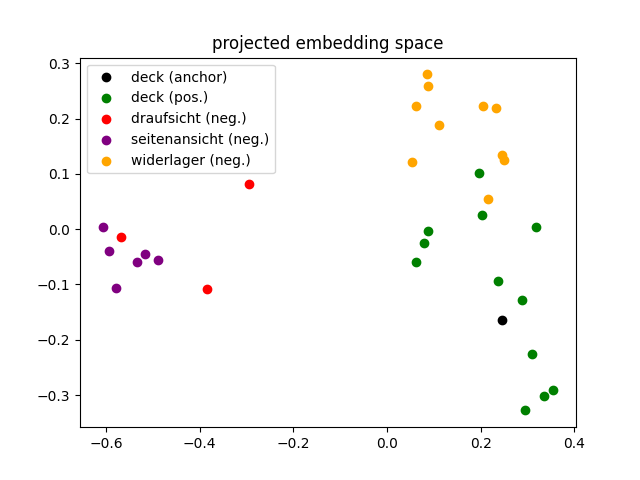 projected embedding space
deck (anchor)
deck (pos.)
draufsicht (neg.)
seitenansicht (neg.)
widerlager (neg.)
0.3
0.2
0.1
0.0
−0.1
−0.2
−0.3
−0.6 −0.4 −0.2 0.0 0.2 0.4